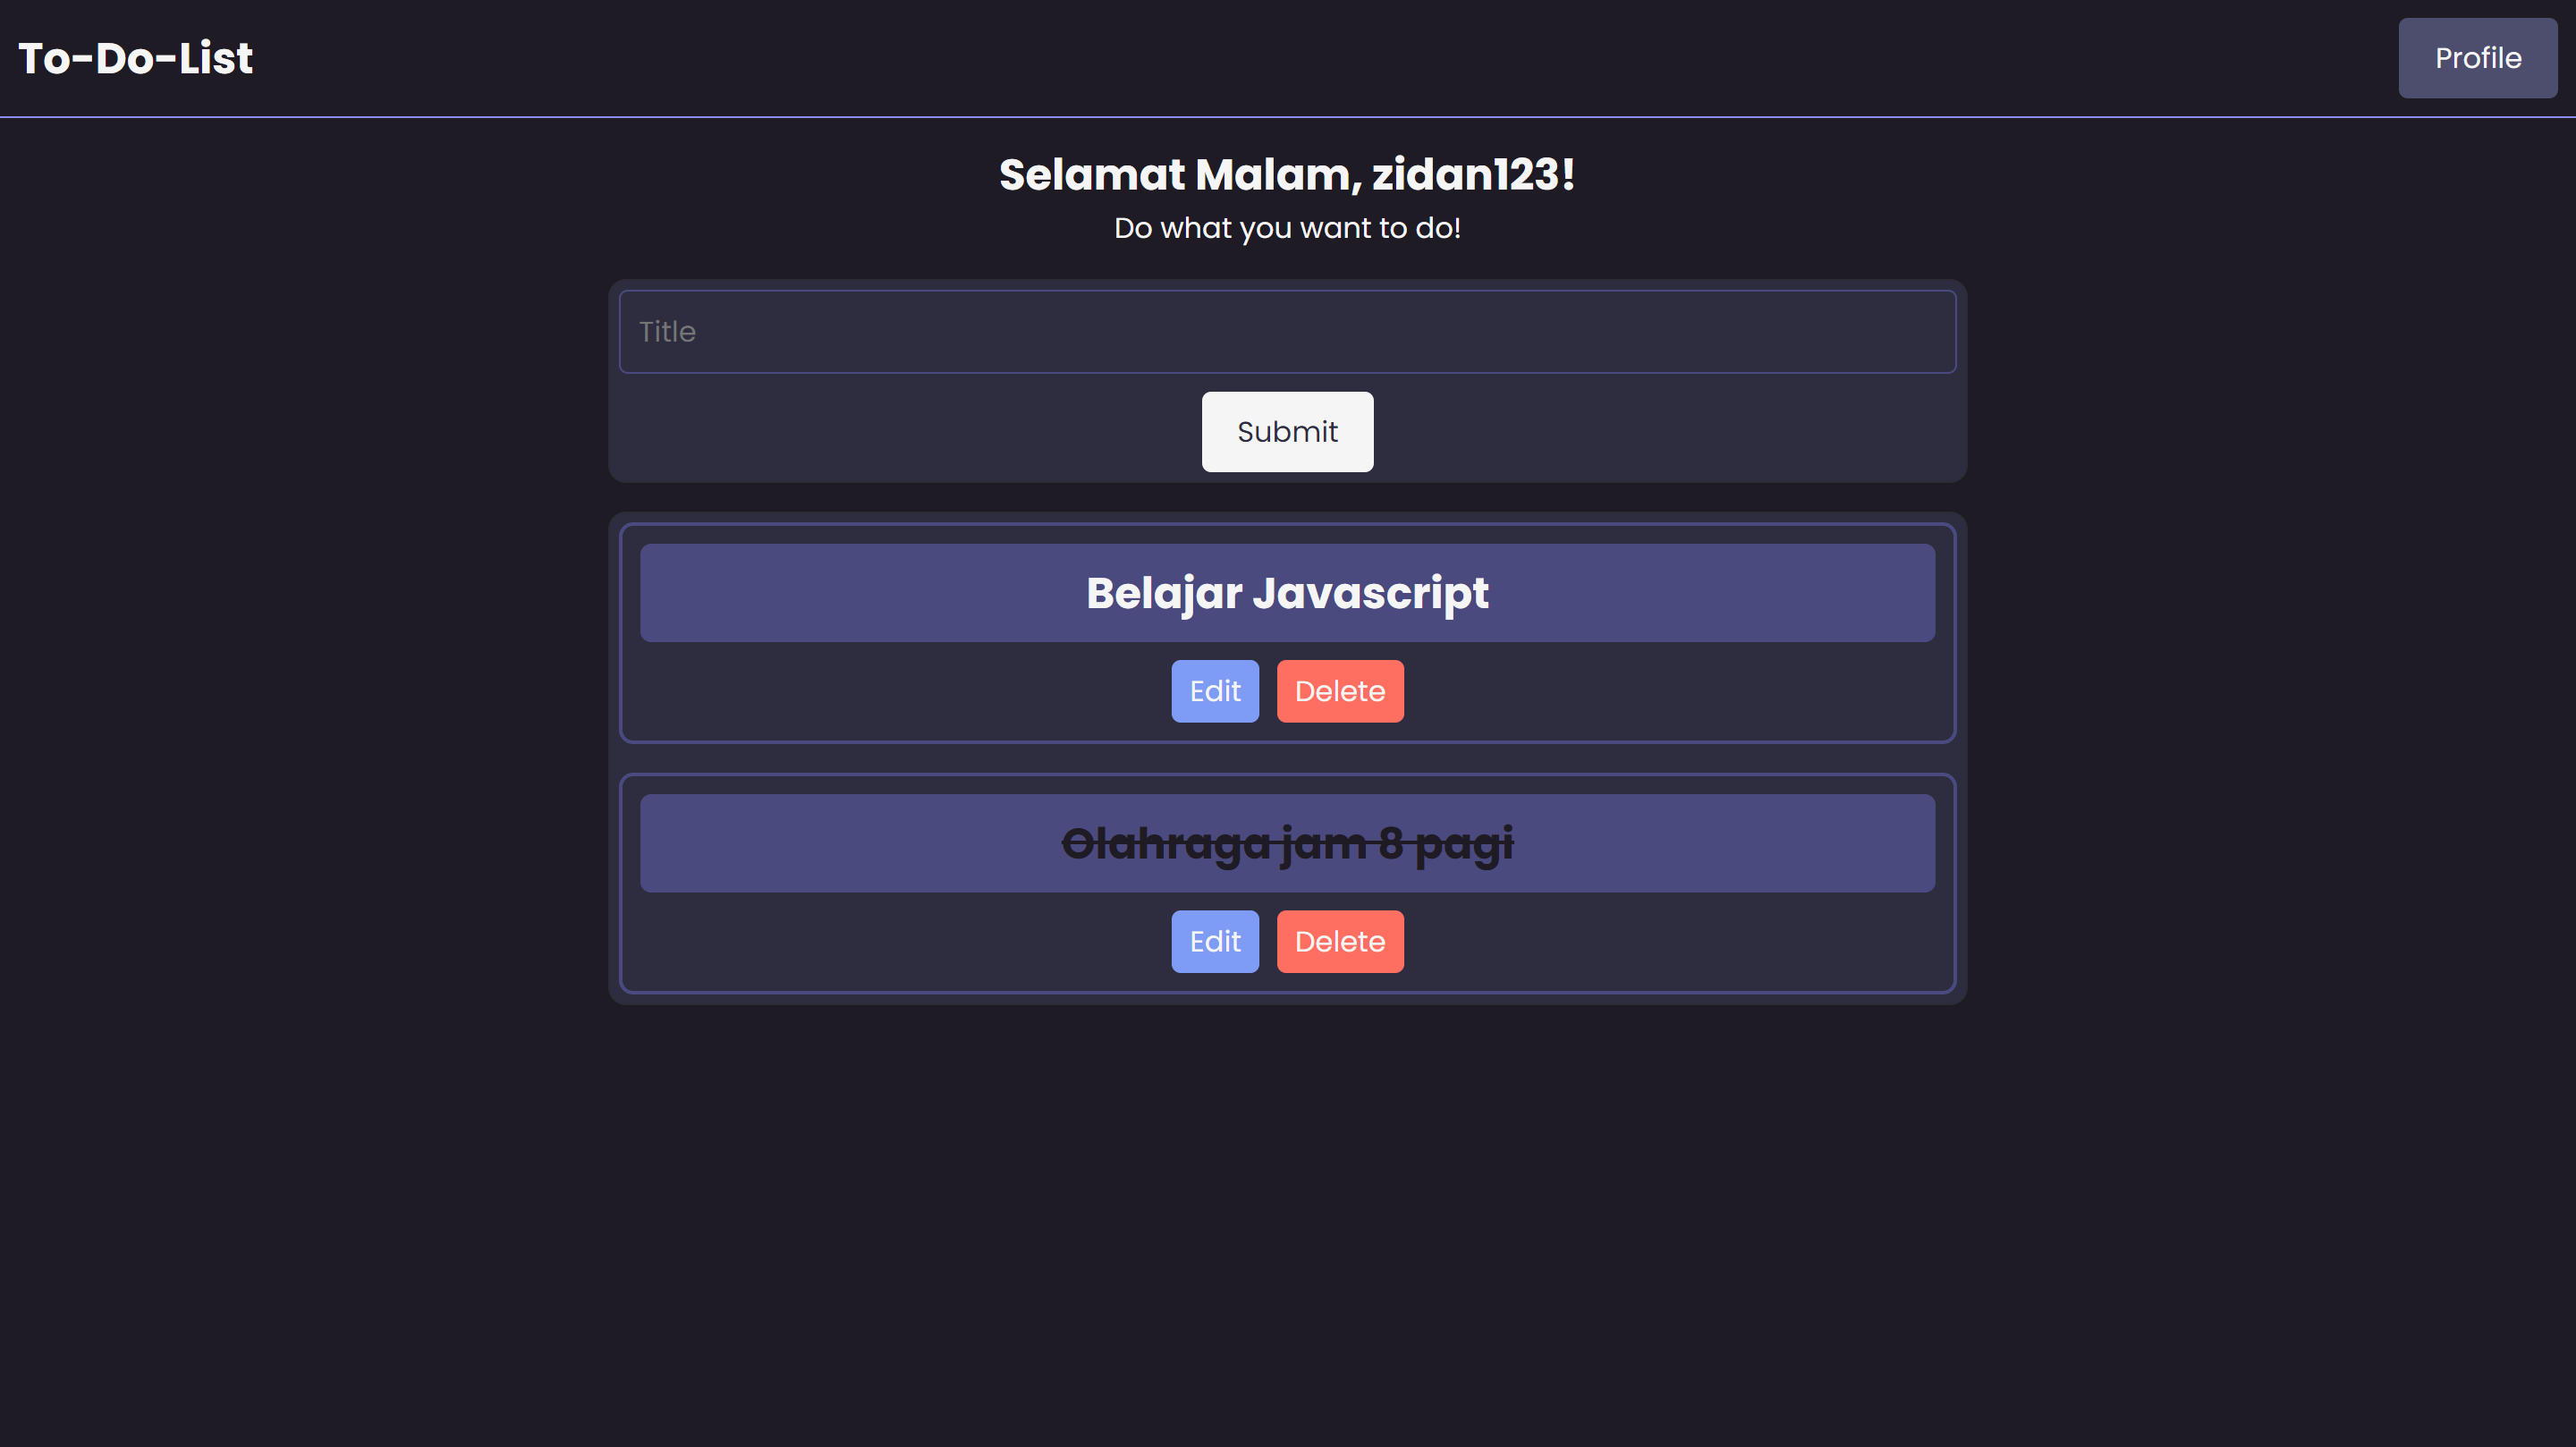 To-Do-List
Profile
Selamat Malam, zidan123!
Do what you want to do!
Title
Submit
Belajar Javascript
Edit Delete
Olahraga jam 8 pagi
Edit Delete